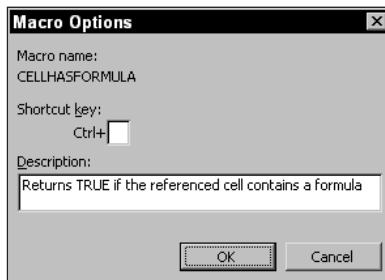 Macro Options
Macro name:
CELLHASFORMULA
Shortcut key:
Ctrl+
Description:
Returns TRUE if the referenced cell contains a formula
OK Cancel